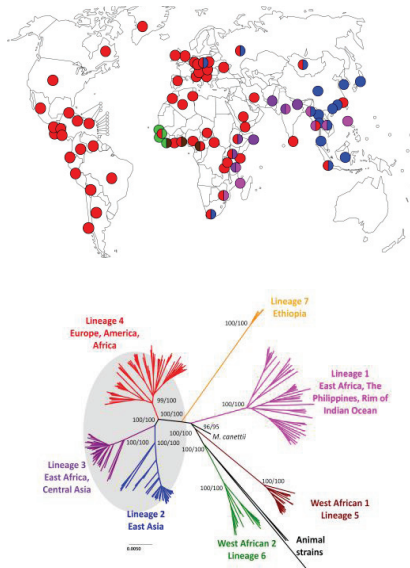 Lineage 7
Ethiopia
Lineage 4
Europe, America,
Africa
100/100
Lineage 1
East Africa, The
Philippines, Rim of
Indian Ocean
99/100
100/100
100/100
100/100
96/95
M. canettii
100/100
100/100
100/100
100/100
Lineage 3
East Africa,
Central Asia
100/100
100/100
Lineage 2
East Asia
West African 1
Lineage 5
West African 2
Lineage 6
Animal
strains
0.0050